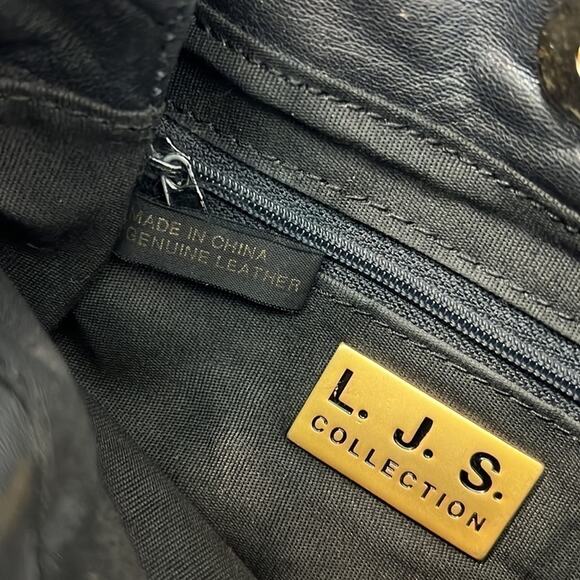 MADE IN CHINA
GENUINE LEATHER
L. J. S.
COLLECTION